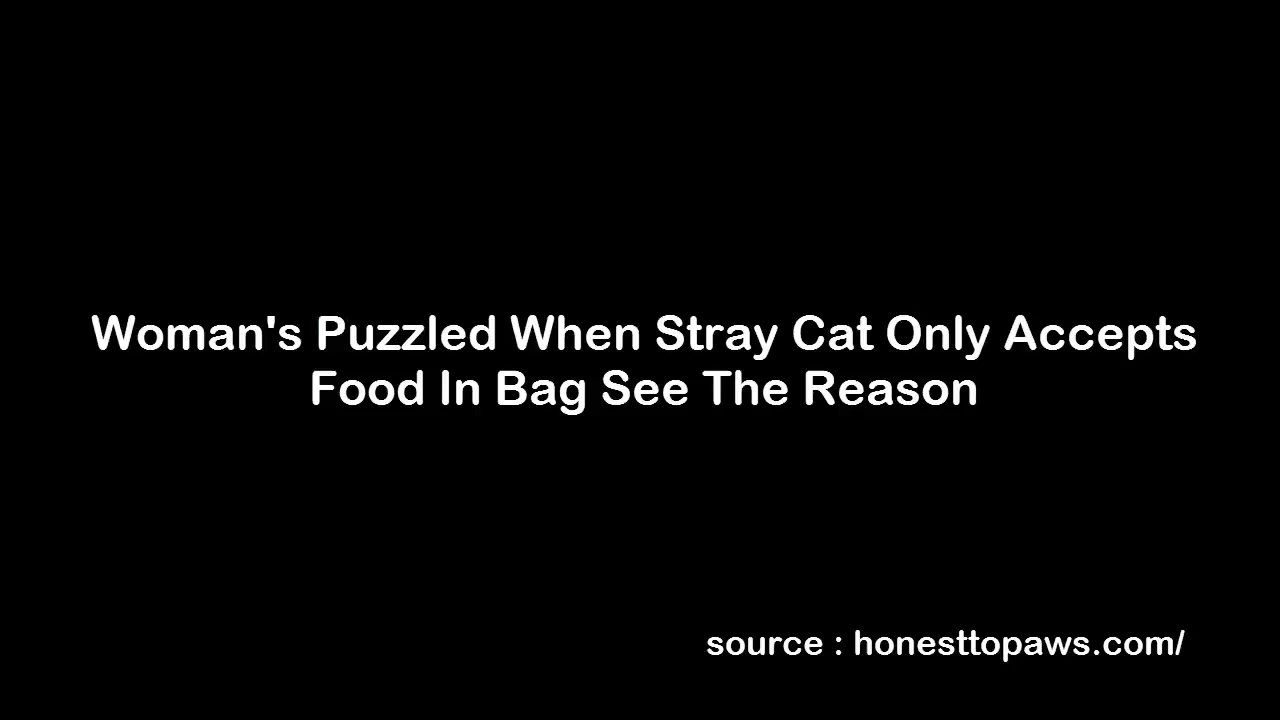 Woman's Puzzled When Stray Cat Only Accepts
Food In Bag See The Reason
source : honesttopaws.com/